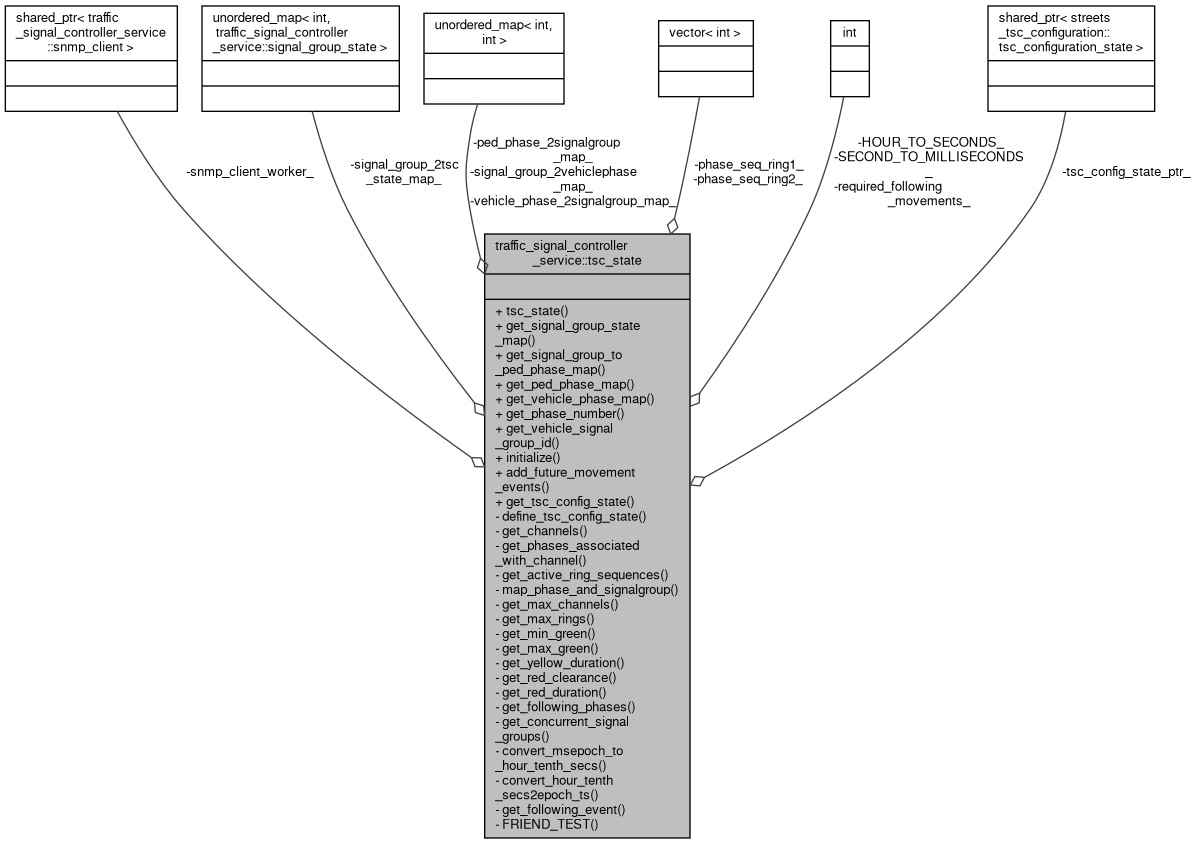 shared_ptr< traffic
_signal_controller_service
::snmp_client >
unordered_map< int,
traffic_signal_controller
_service::signal_group_state >
unordered_map< int,
int >
vector< int >
int
shared_ptr< streets
_tsc_configuration::
tsc_configuration_state >
-snmp_client_worker_
-signal_group_2tsc
_state_map_
-ped_phase_2signalgroup
_map_
-signal_group_2vehiclephase
_map_
-vehicle_phase_2signalgroup_map_
-phase_seq_ring1_
-phase_seq_ring2_
-HOUR_TO_SECONDS_
-SECOND_TO_MILLISECONDS
_
-required_following
_movements_
-tsc_config_state_ptr_
traffic_signal_controller
_service::tsc_state
+ tsc_state()
+ get_signal_group_state
_map()
+ get_signal_group_to
_ped_phase_map()
+ get_ped_phase_map()
+ get_vehicle_phase_map()
+ get_phase_number()
+ get_vehicle_signal
_group_id()
+ initialize()
+ add_future_movement
_events()
+ get_tsc_config_state()
- define_tsc_config_state()
- get_channels()
- get_phases_associated
_with_channel()
- get_active_ring_sequences()
- map_phase_and_signalgroup()
- get_max_channels()
- get_max_rings()
- get_min_green()
- get_max_green()
- get_yellow_duration()
- get_red_clearance()
- get_red_duration()
- get_following_phases()
- get_concurrent_signal
_groups()
- convert_msepoch_to
_hour_tenth_secs()
- convert_hour_tenth
_secs2epoch_ts()
- get_following_event()
- FRIEND_TEST()